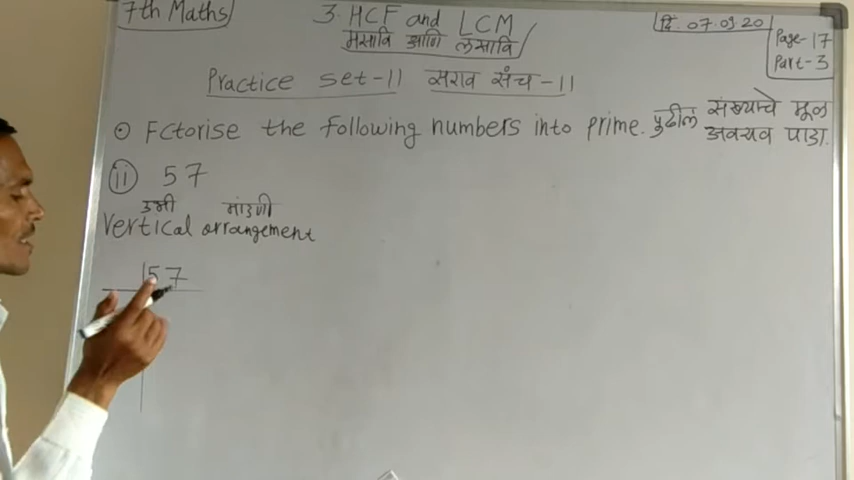 7th Maths
3. HCF and LCM
मसावि आणि लसावि
दि. 07.09.20
Page-17
Part-3
Practice set-11 सराव संच-11
⊙ Fctorise the following numbers into prime. पुढील संख्यांचे मूळ
अवयव पाडा.
(ii) 57
उभी मांडणी
Vertical arrangement
57